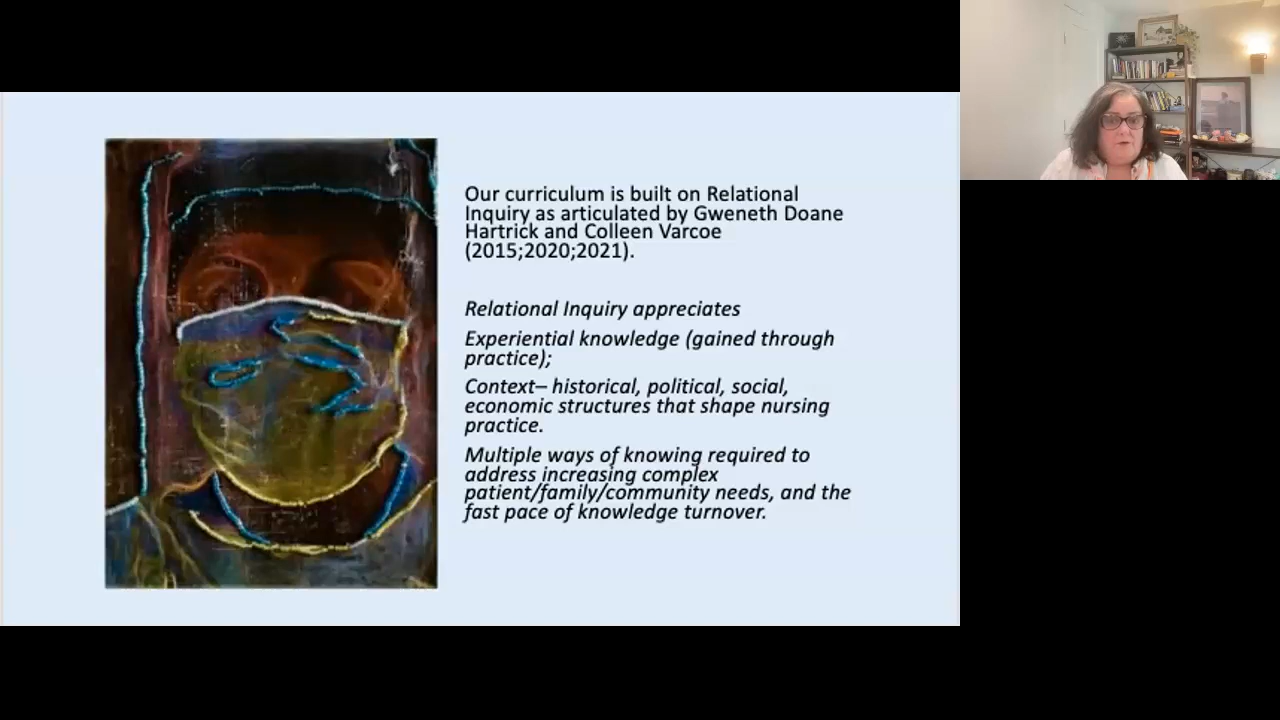 Our curriculum is built on Relational
Inquiry as articulated by Gweneth Doane
Hartrick and Colleen Varcoe
(2015;2020;2021).
Relational Inquiry appreciates
Experiential knowledge (gained through
practice);
Context– historical, political, social,
economic structures that shape nursing
practice.
Multiple ways of knowing required to
address increasing complex
patient/family/community needs, and the
fast pace of knowledge turnover.